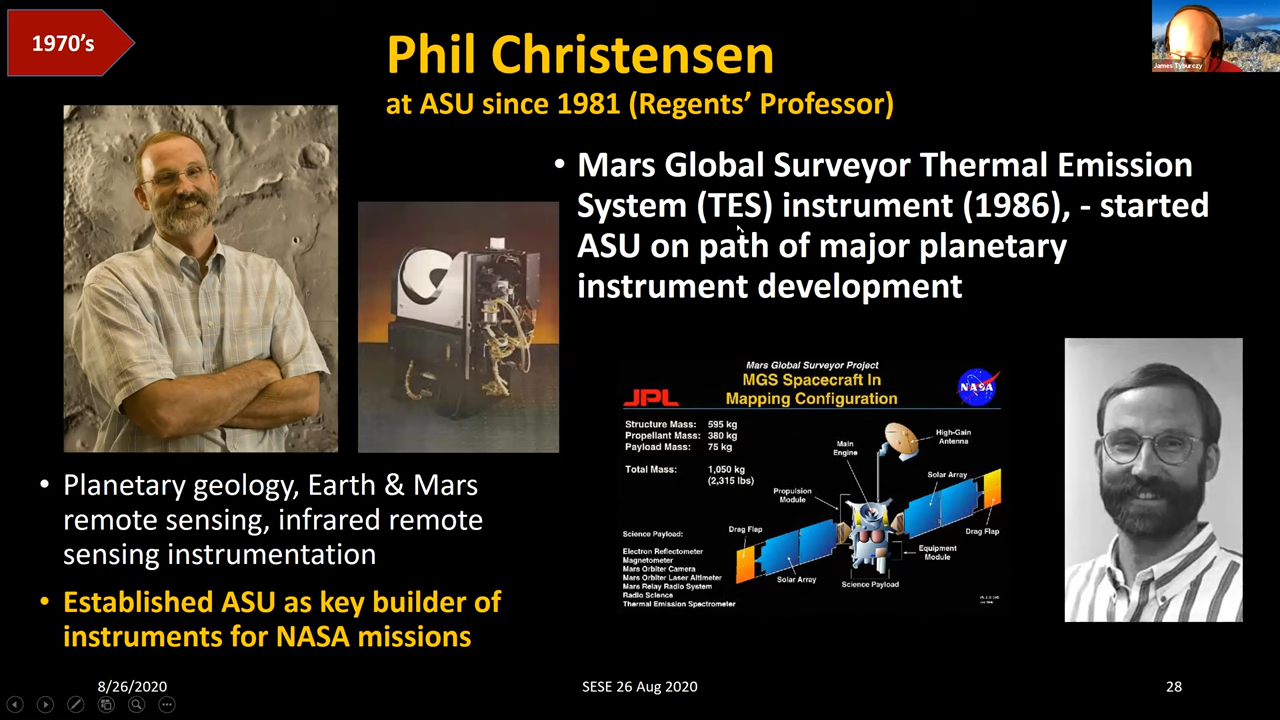 1970's
Phil Christensen
at ASU since 1981 (Regents' Professor)
James Tyburczy
• Mars Global Surveyor Thermal Emission
System (TES) instrument (1986), - started
ASU on path of major planetary
instrument development
Mars Global Surveyor Project
MGS Spacecraft In
Mapping Configuration
JPL
NASA
Structure Mass: 595 kg
Propellant Mass: 380 kg
Payload Mass: 75 kg
Total Mass: 1,050 kg
(2,315 lbs)
Main
Engine
High-Gain
Antenna
Solar Array
Propulsion
Module
Drag Flap
Drag Flap
Equipment
Module
Solar Array
Science Payload
Science Payload:
Electron Reflectometer
Magnetometer
Mars Orbiter Camera
Mars Orbiter Laser Altimeter
Mars Relay Radio System
Radio Science
Thermal Emission Spectrometer
• Planetary geology, Earth & Mars
remote sensing, infrared remote
sensing instrumentation
• Established ASU as key builder of
instruments for NASA missions
8/26/2020
SESE 26 Aug 2020
28